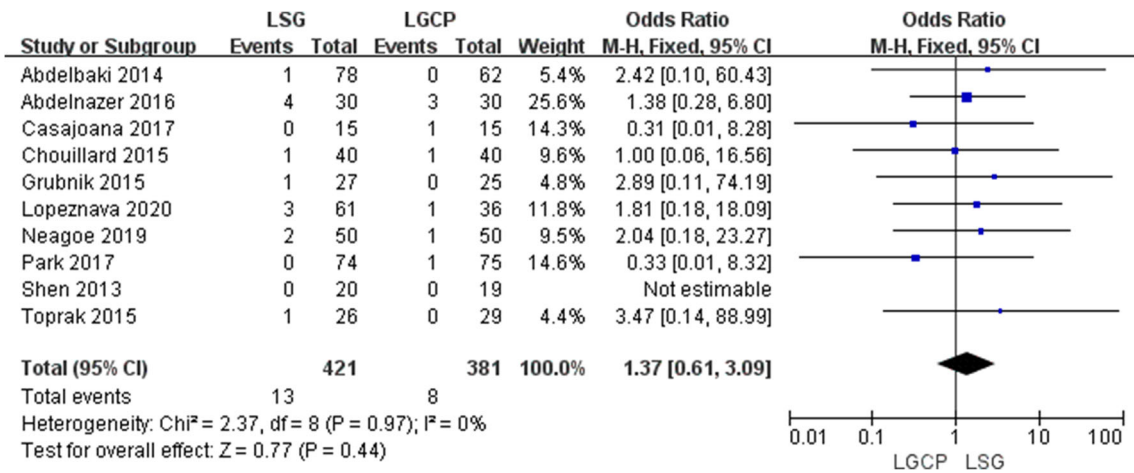 LSG LGCP Odds Ratio Odds Ratio
Study or Subgroup Events Total Events Total Weight M-H, Fixed, 95% CI M-H, Fixed, 95% CI
Abdelbaki 2014 1 78 0 62 5.4% 2.42 [0.10, 60.43]
Abdelnazer 2016 4 30 3 30 25.6% 1.38 [0.28, 6.80]
Casajoana 2017 0 15 1 15 14.3% 0.31 [0.01, 8.28]
Chouillard 2015 1 40 1 40 9.6% 1.00 [0.06, 16.56]
Grubnik 2015 1 27 0 25 4.8% 2.89 [0.11, 74.19]
Lopeznava 2020 3 61 1 36 11.8% 1.81 [0.18, 18.09]
Neagoe 2019 2 50 1 50 9.5% 2.04 [0.18, 23.27]
Park 2017 0 74 1 75 14.6% 0.33 [0.01, 8.32]
Shen 2013 0 20 0 19 Not estimable
Toprak 2015 1 26 0 29 4.4% 3.47 [0.14, 88.99]
Total (95% CI) 421 381 100.0% 1.37 [0.61, 3.09]
Total events 13 8
Heterogeneity: Chi² = 2.37, df = 8 (P = 0.97); I² = 0%
Test for overall effect: Z = 0.77 (P = 0.44)
0.01 0.1 1 10 100
LGCP LSG